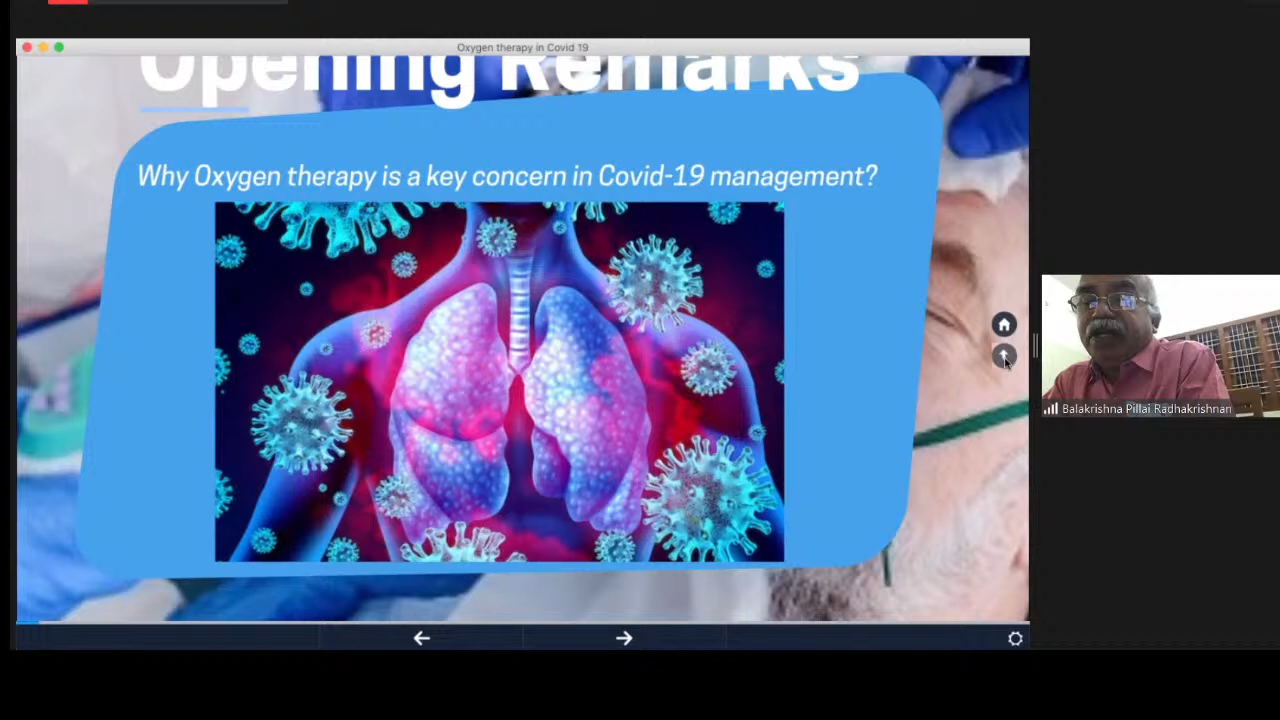 Oxygen therapy in Covid 19
Opening Remarks
Why Oxygen therapy is a key concern in Covid-19 management?
Balakrishna Pillai Radhakrishnan